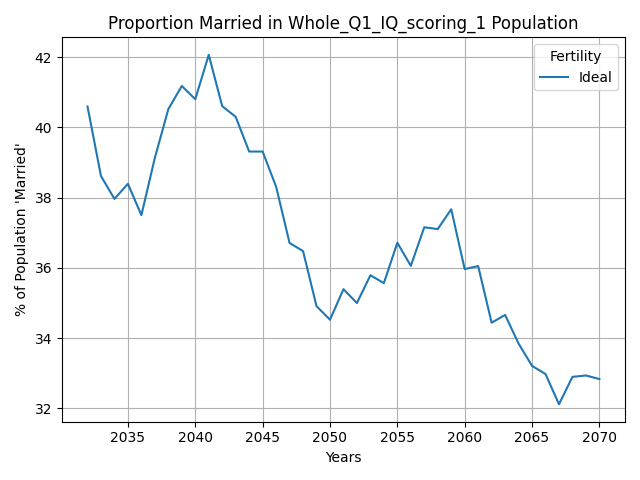 Proportion Married in Whole_Q1_IQ_scoring_1 Population
% of Population 'Married'
42
40
38
36
34
32
Fertility
Ideal
2035 2040 2045 2050 2055 2060 2065 2070
Years